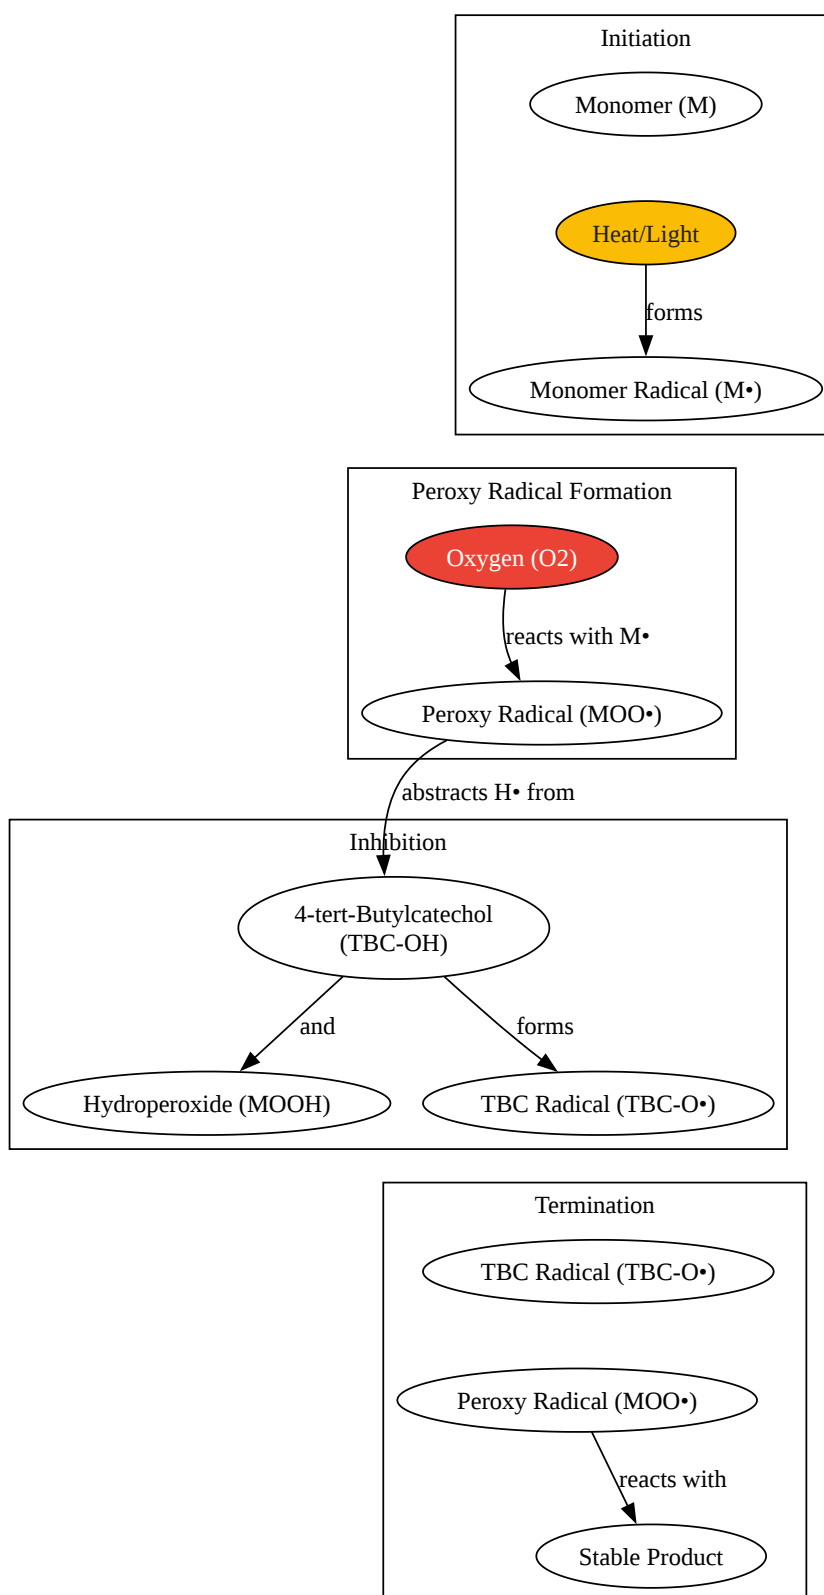 Initiation
Monomer (M)
Heat/Light
forms
Monomer Radical (M•)
Peroxy Radical Formation
Oxygen (O2)
reacts with M•
Peroxy Radical (MOO•)
abstracts H• from
Inhibition
4-tert-Butylcatechol
(TBC-OH)
and
forms
Hydroperoxide (MOOH)
TBC Radical (TBC-O•)
Termination
TBC Radical (TBC-O•)
Peroxy Radical (MOO•)
reacts with
Stable Product